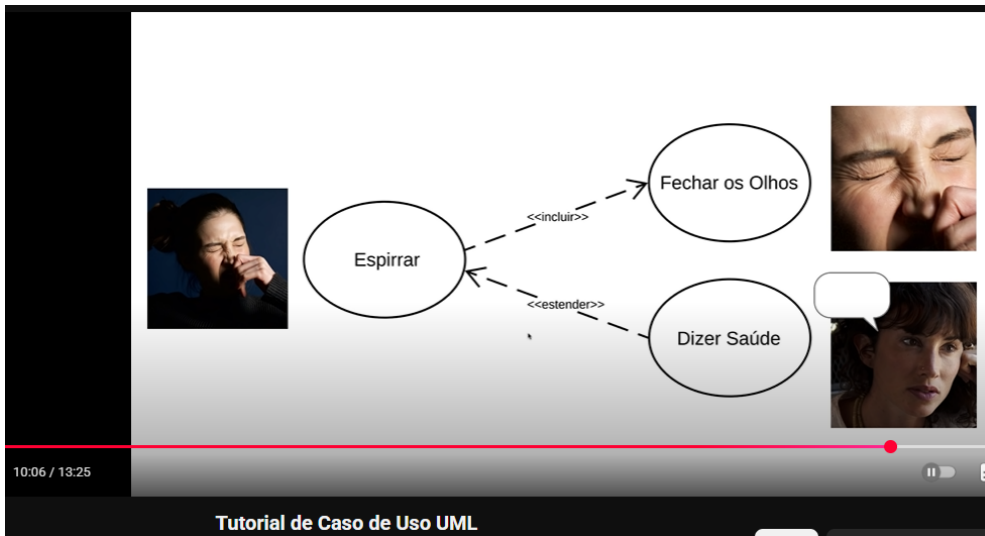 Fechar os Olhos
<<incluir>>
Espirrar
<<estender>>
Dizer Saúde
10:06 / 13:25
Tutorial de Caso de Uso UML